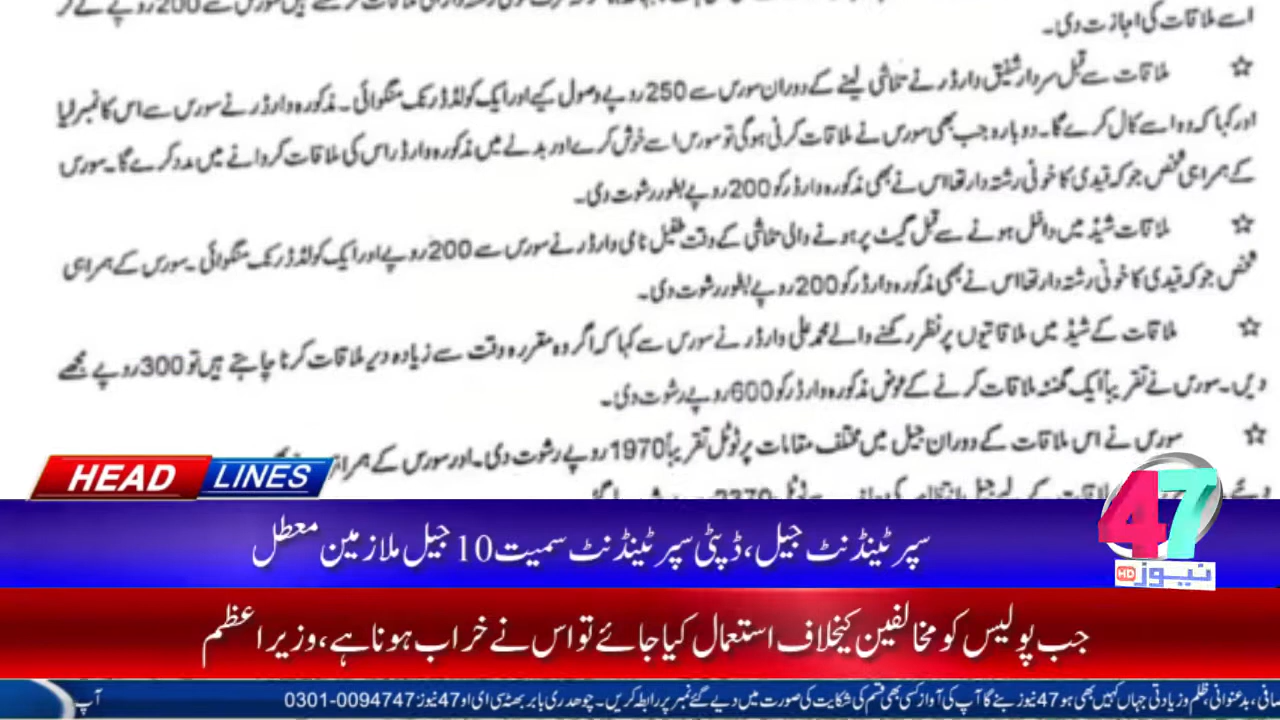 اسے ملاقات کی اجازت دی۔
☆ ملاقات سے قبل سردار شفیق وارڈر نے تلاشی لینے کے دوران سورس سے 250 روپے وصول کیے اور ایک کولڈ ڈرنک منگوائی۔ مذکورہ وارڈر نے سورس سے اس کا نمبر لیا
اور کہا کہ وہ اسے کال کرے گا۔ دوبارہ جب بھی سورس نے ملاقات کرنی ہوگی تو سورس اسے خوش کرے اور بدلے میں مذکورہ وارڈر اس کی ملاقات کروانے میں مدد کرے گا۔ سورس
کے ہمراہی شخص جو کہ قیدی کا خونی رشتہ دار تھا اس نے بھی مذکورہ وارڈر کو 200 روپے بطور رشوت دی۔
☆ ملاقات شیڈ میں داخل ہونے سے قبل گیٹ پر ہونے والی تلاشی کے وقت طفیل نامی وارڈر نے سورس سے 200 روپے اور ایک کولڈ ڈرنک منگوائی۔ سورس کے ہمراہی
شخص جو کہ قیدی کا خونی رشتہ دار تھا اس نے بھی مذکورہ وارڈر کو 200 روپے بطور رشوت دی۔
☆ ملاقات کے شیڈ میں ملاقاتیوں پر نظر رکھنے والے محمد علی وارڈر نے سورس سے کہا کہ اگر وہ مقررہ وقت سے زیادہ دیر ملاقات کرنا چاہتے ہیں تو 300 روپے مجھے
دیں۔ سورس نے تقریباً ایک گھنٹہ ملاقات کرنے کے عوض مذکورہ وارڈر کو 600 روپے رشوت دی۔
☆ سورس نے اس ملاقات کے دوران جیل میں مختلف مقامات پر ٹوٹل تقریباً 1970 روپے رشوت دی۔ اور سورس کے
HEAD LINES
47
HD نیوز
سپرٹینڈنٹ جیل، ڈپٹی سپرٹینڈنٹ سمیت 10 جیل ملازمین معطل
جب پولیس کو مخالفین کیخلاف استعمال کیا جائے تو اس نے خراب ہونا ہے، وزیراعظم
بدعنوانی، ظلم و زیادتی جہاں کہیں بھی ہو 47 نیوز بنے گا آپ کی آواز کسی بھی قسم کی شکایت کی صورت میں دیے گئے نمبر پر رابطہ کریں۔ چوھدری بابر بھٹہ سی ای او 47 نیوز: 0301-0094747 آپ